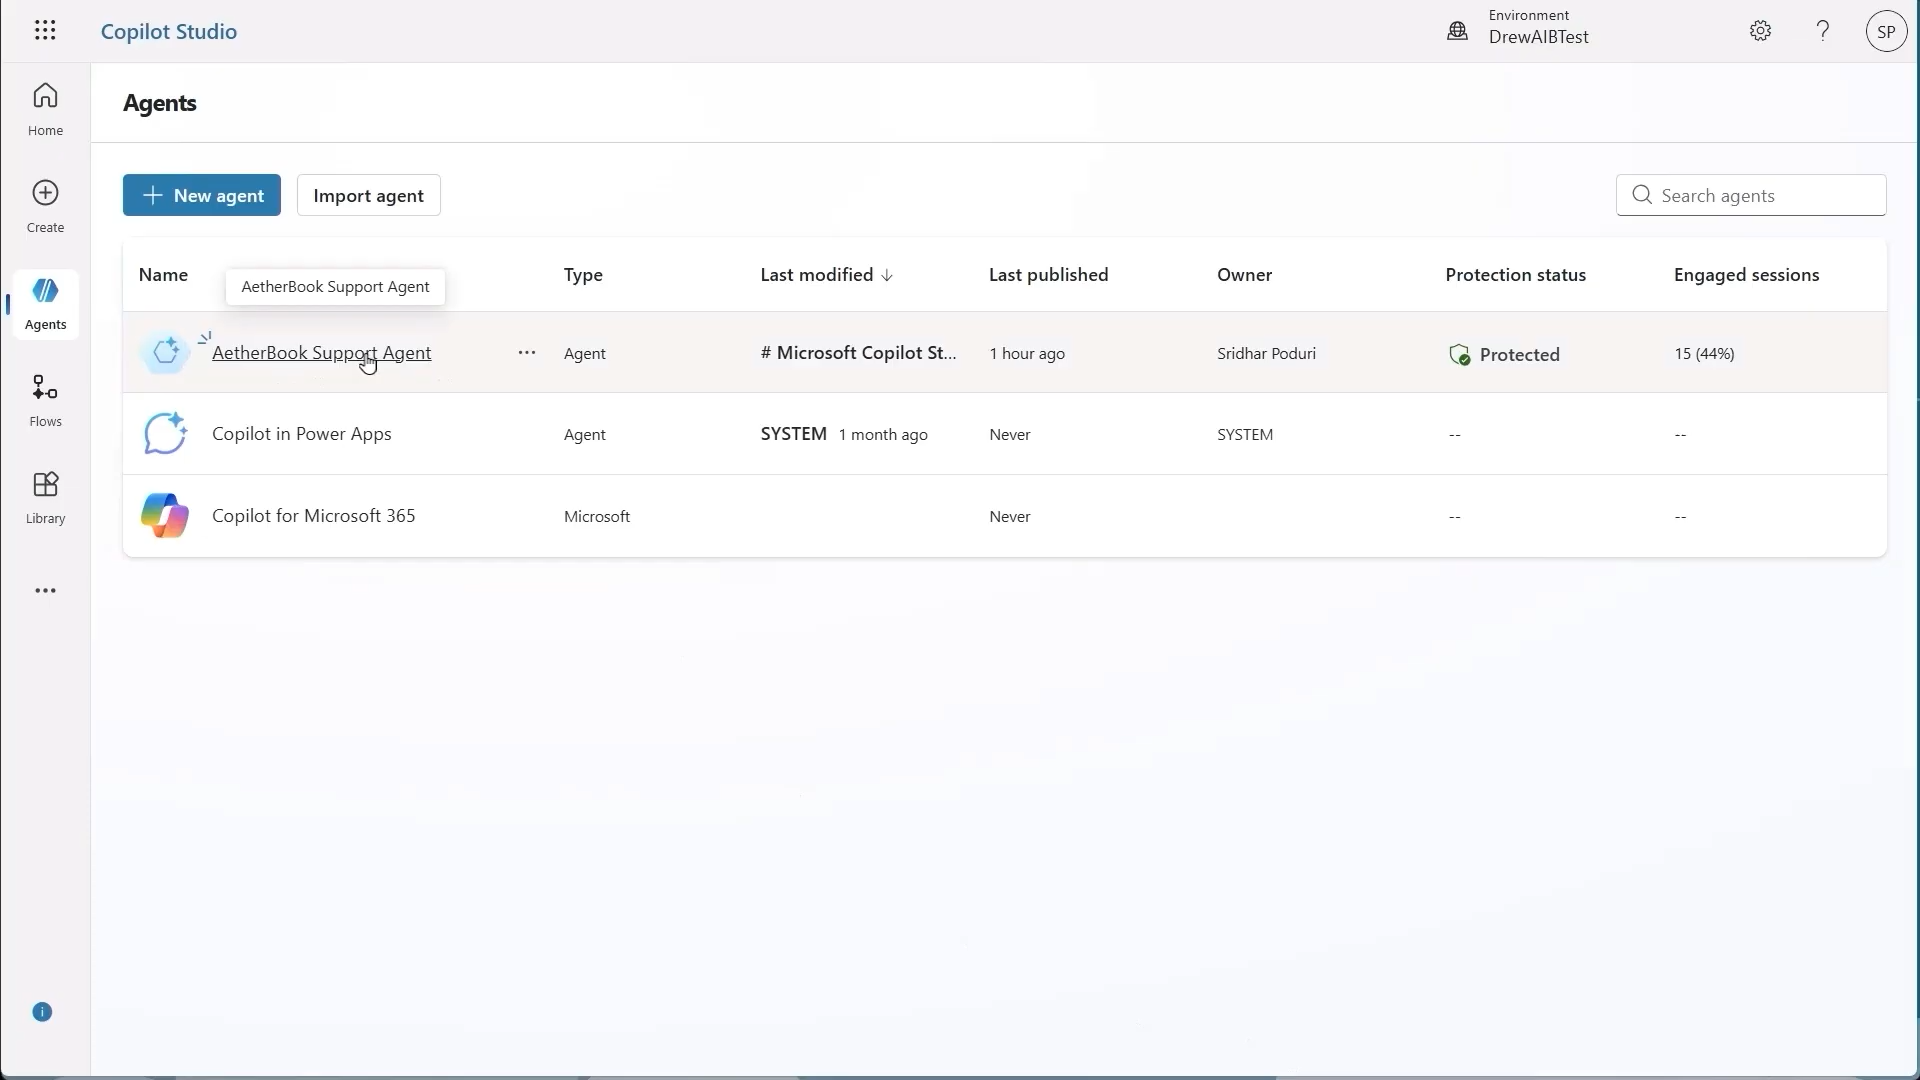 Copilot Studio
Environment
DrewAIBTest
SP
Home
Create
Agents
Flows
Library
Agents
New agent
Import agent
Search agents
Name
Type
Last modified
Last published
Owner
Protection status
Engaged sessions
AetherBook Support Agent
AetherBook Support Agent
Agent
# Microsoft Copilot St...
1 hour ago
Sridhar Poduri
Protected
15 (44%)
Copilot in Power Apps
Agent
SYSTEM 1 month ago
Never
SYSTEM
--
--
Copilot for Microsoft 365
Microsoft
Never
--
--